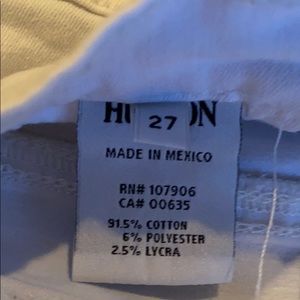 27
MADE IN MEXICO
RN# 107906
CA# 00635
91.5% COTTON
6% POLYESTER
2.5% LYCRA